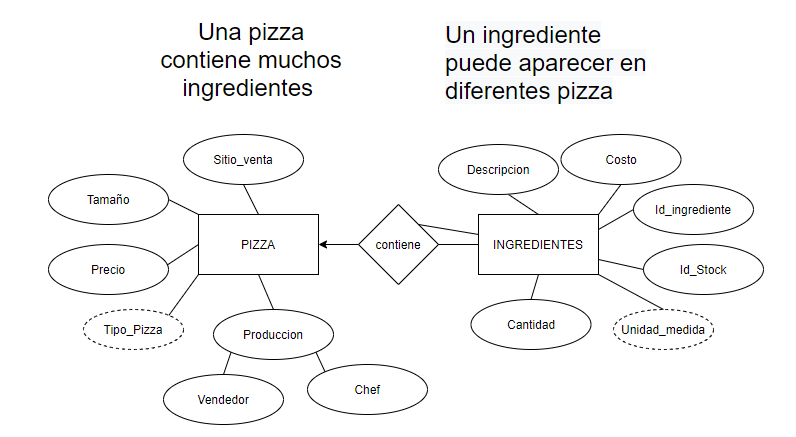 Una pizza
contiene muchos
ingredientes
Un ingrediente
puede aparecer en
diferentes pizza
Sitio_venta
Tamaño
Precio
Tipo_Pizza
PIZZA
Produccion
Vendedor
Chef
contiene
INGREDIENTES
Descripcion
Costo
Id_ingrediente
Id_Stock
Unidad_medida
Cantidad